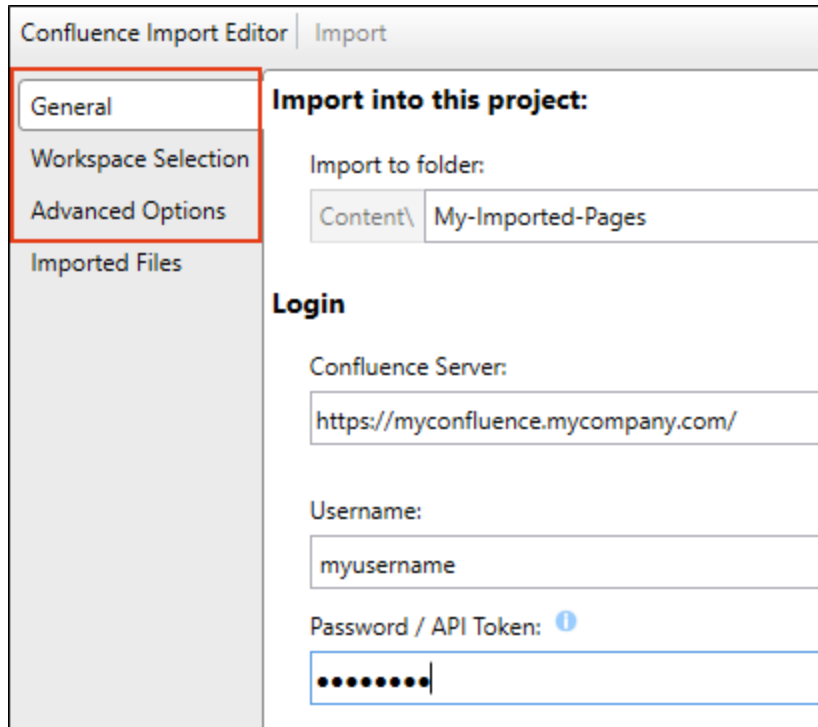 Confluence Import Editor Import
General
Workspace Selection
Advanced Options
Imported Files
Import into this project:
Import to folder:
Content\ My-Imported-Pages
Login
Confluence Server:
https://myconfluence.mycompany.com/
Username:
myusername
Password / API Token:
••••••••